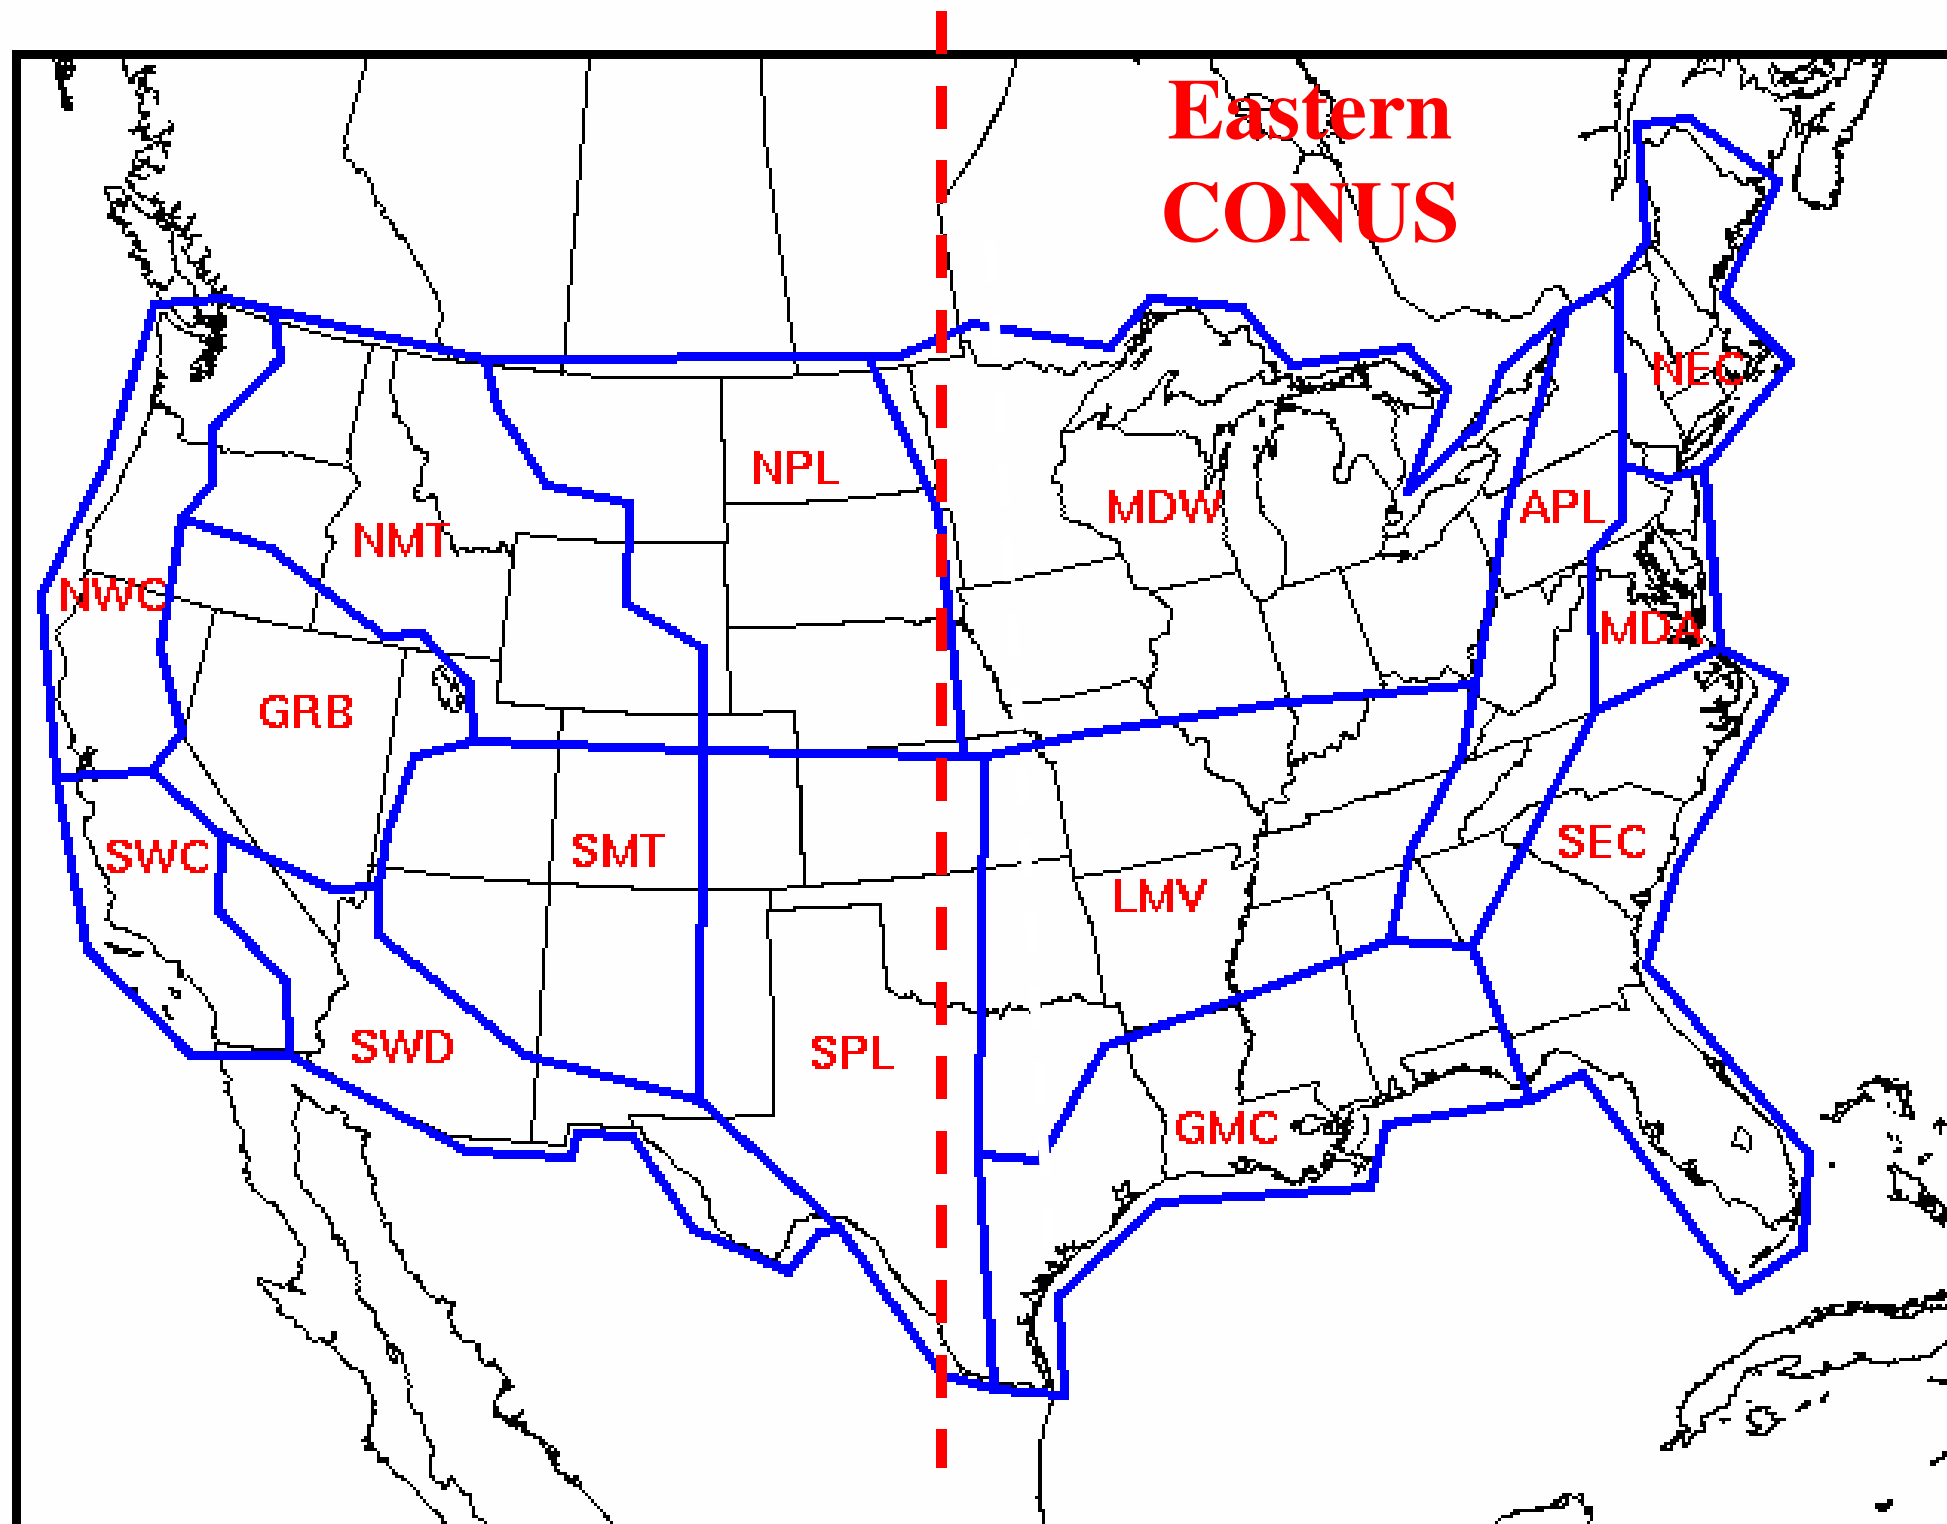 Eastern
CONUS
NEC
NPL
MDW
APL
NMT
NWC
MDA
GRB
SWC
SMT
SEC
LMV
SWD
SPL
GMC